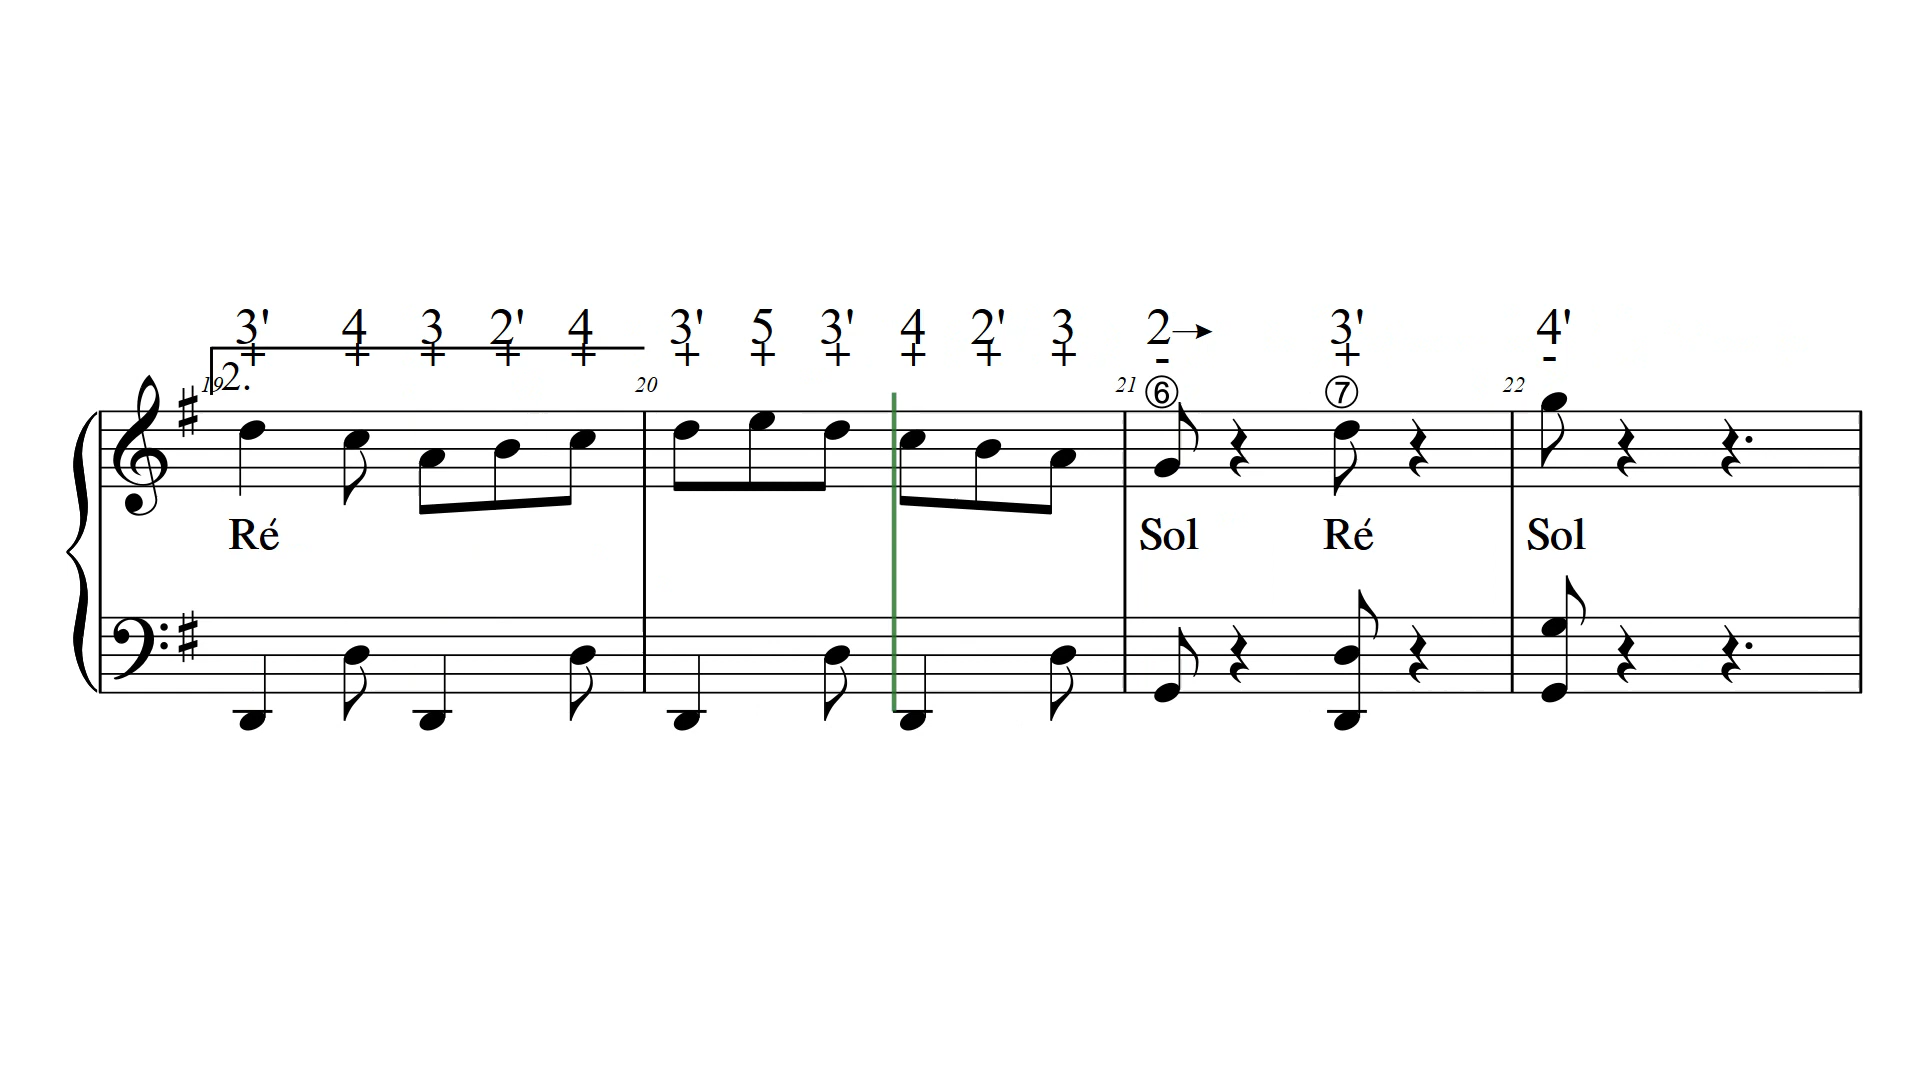 3' 4 3 2' 4 3' 5 3' 4 2' 3 2→ 3' 4'
+ + + + + + + + + + + - + -
19 2. 20 21 ⑥ ⑦ 22
Ré Sol Ré Sol